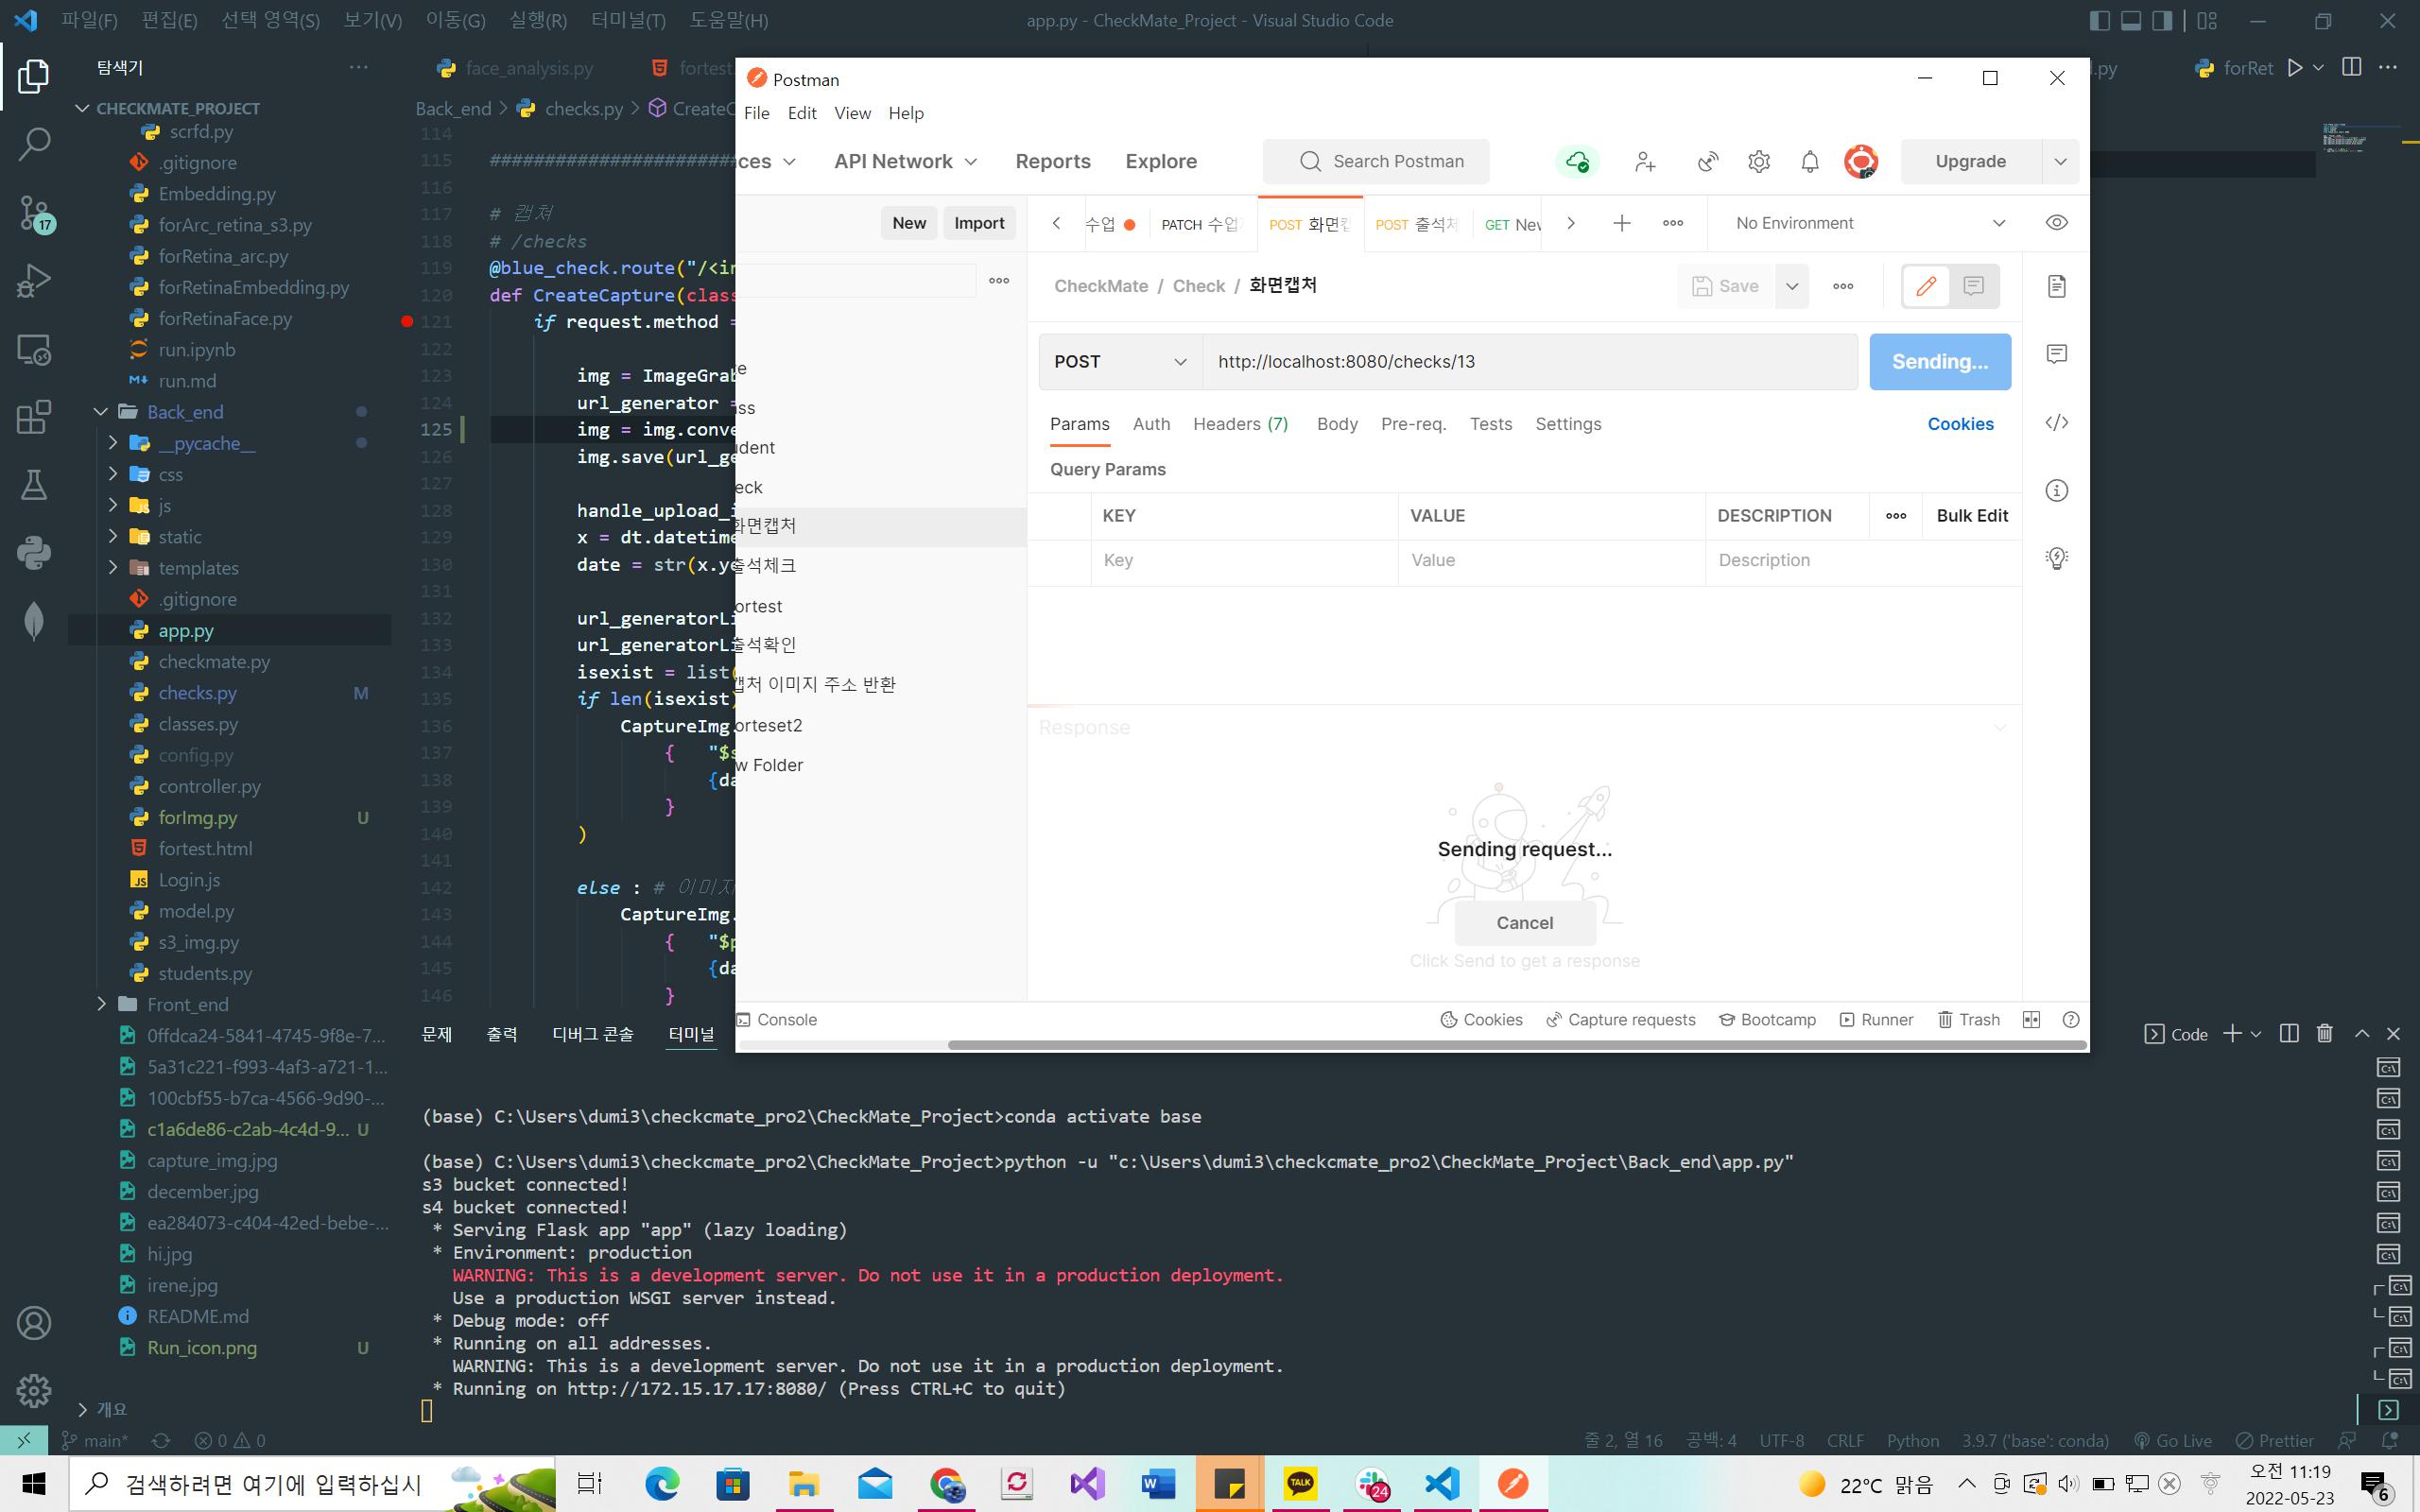 파일(F) 편집(E) 선택 영역(S) 보기(V) 이동(G) 실행(R) 터미널(T) 도움말(H)
app.py - CheckMate_Project - Visual Studio Code
탐색기
CHECKMATE_PROJECT
scrfd.py
.gitignore
Embedding.py
forArc_retina_s3.py
forRetina_arc.py
forRetinaEmbedding.py
forRetinaFace.py
run.ipynb
run.md
Back_end
__pycache__
css
js
static
templates
.gitignore
app.py
checkmate.py
checks.py M
classes.py
config.py
controller.py
forImg.py U
fortest.html
Login.js
model.py
s3_img.py
students.py
Front_end
0ffdca24-5841-4745-9f8e-7...
5a31c221-f993-4af3-a721-1...
100cbf55-b7ca-4566-9d90-...
c1a6de86-c2ab-4c4d-9... U
capture_img.jpg
december.jpg
ea284073-c404-42ed-bebe-...
hi.jpg
irene.jpg
README.md
Run_icon.png U
개요
17
face_analysis.py
fortest.
.py
forRet
Back_end > checks.py > CreateC
114
115 ######################
116
117 # 캡쳐
118 # /checks
119 @blue_check.route("/<in
120 def CreateCapture(class
121 if request.method =
122
123 img = ImageGrab
124 url_generator =
125 img = img.conve
126 img.save(url_ge
127
128 handle_upload_i
129 x = dt.datetime
130 date = str(x.ye
131
132 url_generatorLi
133 url_generatorLi
134 isexist = list(
135 if len(isexist)
136 CaptureImg.
137 { "$s
138 {da
139 }
140 )
141
142 else : # 이미지
143 CaptureImg.
144 { "$p
145 {da
146 }
Postman
File Edit View Help
ces API Network Reports Explore
Search Postman
Upgrade
New Import
수업
PATCH 수업
POST 화면캡
POST 출석체
GET New
No Environment
CheckMate / Check / 화면캡처
Save
POST http://localhost:8080/checks/13 Sending...
Params Auth Headers (7) Body Pre-req. Tests Settings Cookies
Query Params
KEY VALUE DESCRIPTION Bulk Edit
Key Value Description
e
ss
dent
eck
화면캡처
출석체크
ortest
출석확인
캡처 이미지 주소 반환
orteset2
w Folder
Response
Sending request...
Cancel
Click Send to get a response
Console Cookies Capture requests Bootcamp Runner Trash
문제 출력 디버그 콘솔 터미널
Code
(base) C:\Users\dumi3\checkcmate_pro2\CheckMate_Project>conda activate base
(base) C:\Users\dumi3\checkcmate_pro2\CheckMate_Project>python -u "c:\Users\dumi3\checkcmate_pro2\CheckMate_Project\Back_end\app.py"
s3 bucket connected!
s4 bucket connected!
* Serving Flask app "app" (lazy loading)
* Environment: production
WARNING: This is a development server. Do not use it in a production deployment.
Use a production WSGI server instead.
* Debug mode: off
* Running on all addresses.
WARNING: This is a development server. Do not use it in a production deployment.
* Running on http://172.15.17.17:8080/ (Press CTRL+C to quit)
main* 0 0
줄 2, 열 16 공백: 4 UTF-8 CRLF Python 3.9.7 ('base': conda) Go Live Prettier
검색하려면 여기에 입력하십시
TALK
24
22°C 맑음
오전 11:19
2022-05-23
6